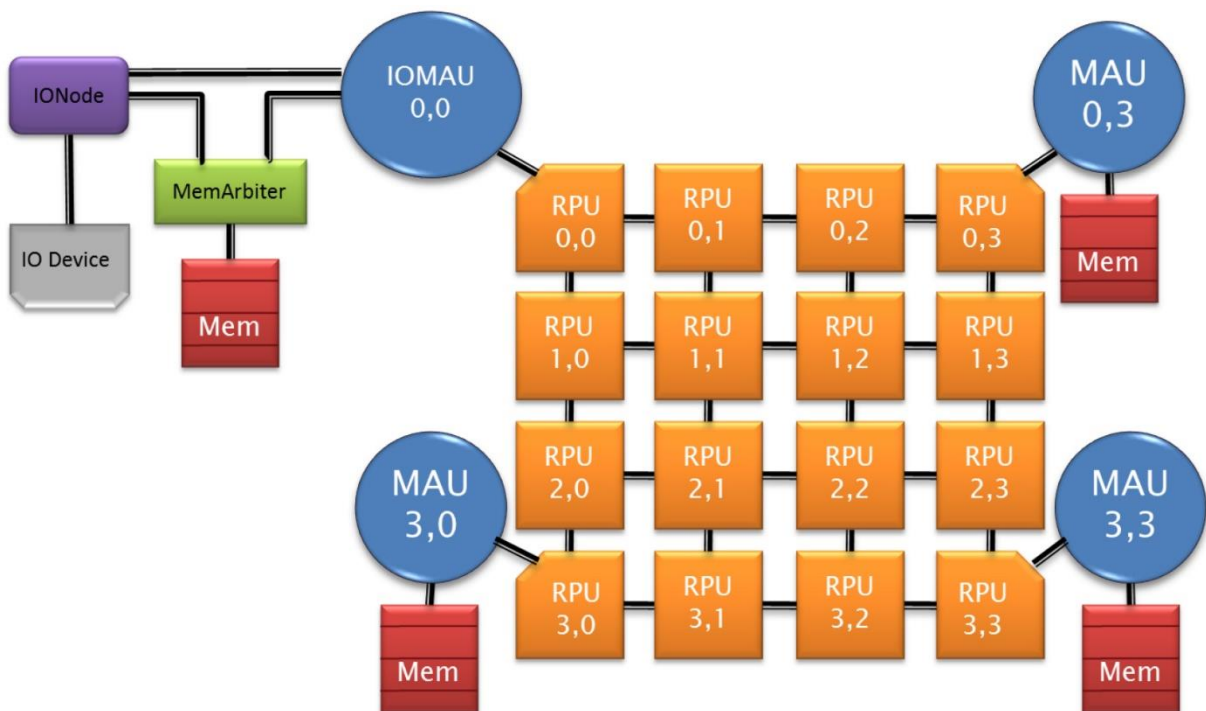 IONode
IOMAU
0,0
MAU
0,3
MemArbiter
IO Device
Mem
Mem
RPU
0,0
RPU
0,1
RPU
0,2
RPU
0,3
RPU
1,0
RPU
1,1
RPU
1,2
RPU
1,3
MAU
3,0
RPU
2,0
RPU
2,1
RPU
2,2
RPU
2,3
MAU
3,3
RPU
3,0
RPU
3,1
RPU
3,2
RPU
3,3
Mem
Mem